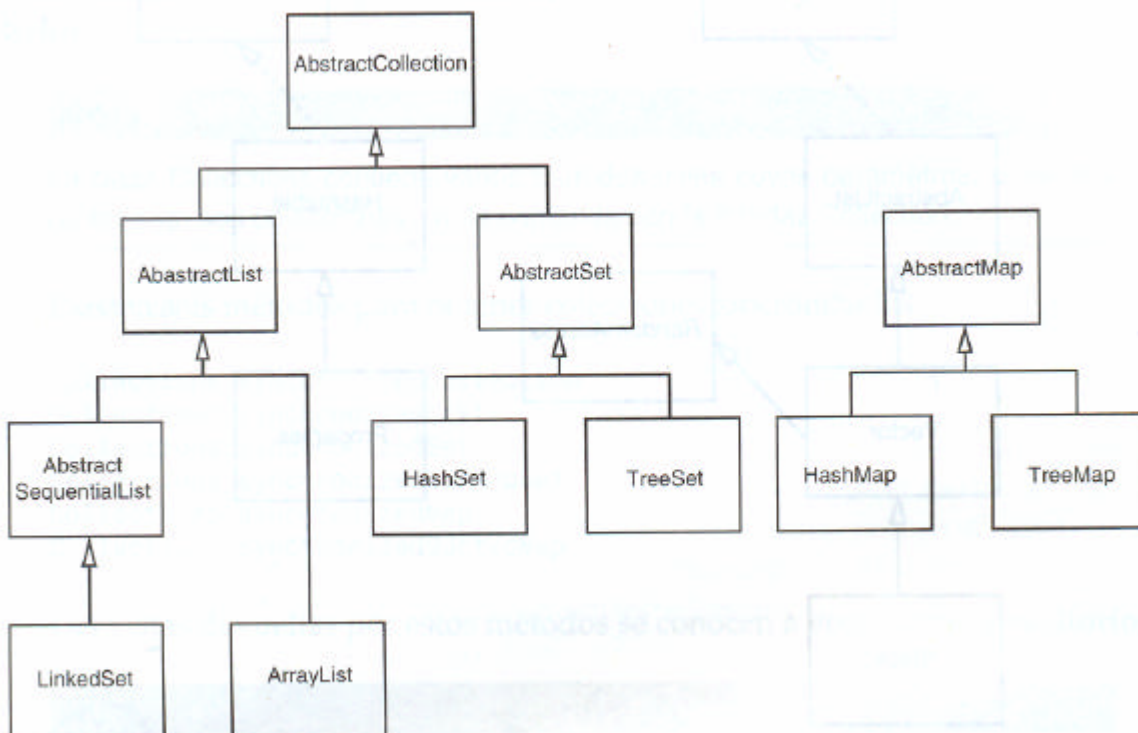 AbstractCollection
AbastractList
AbstractSet
AbstractMap
Abstract
SequentialList
HashSet
TreeSet
HashMap
TreeMap
LinkedSet
ArrayList